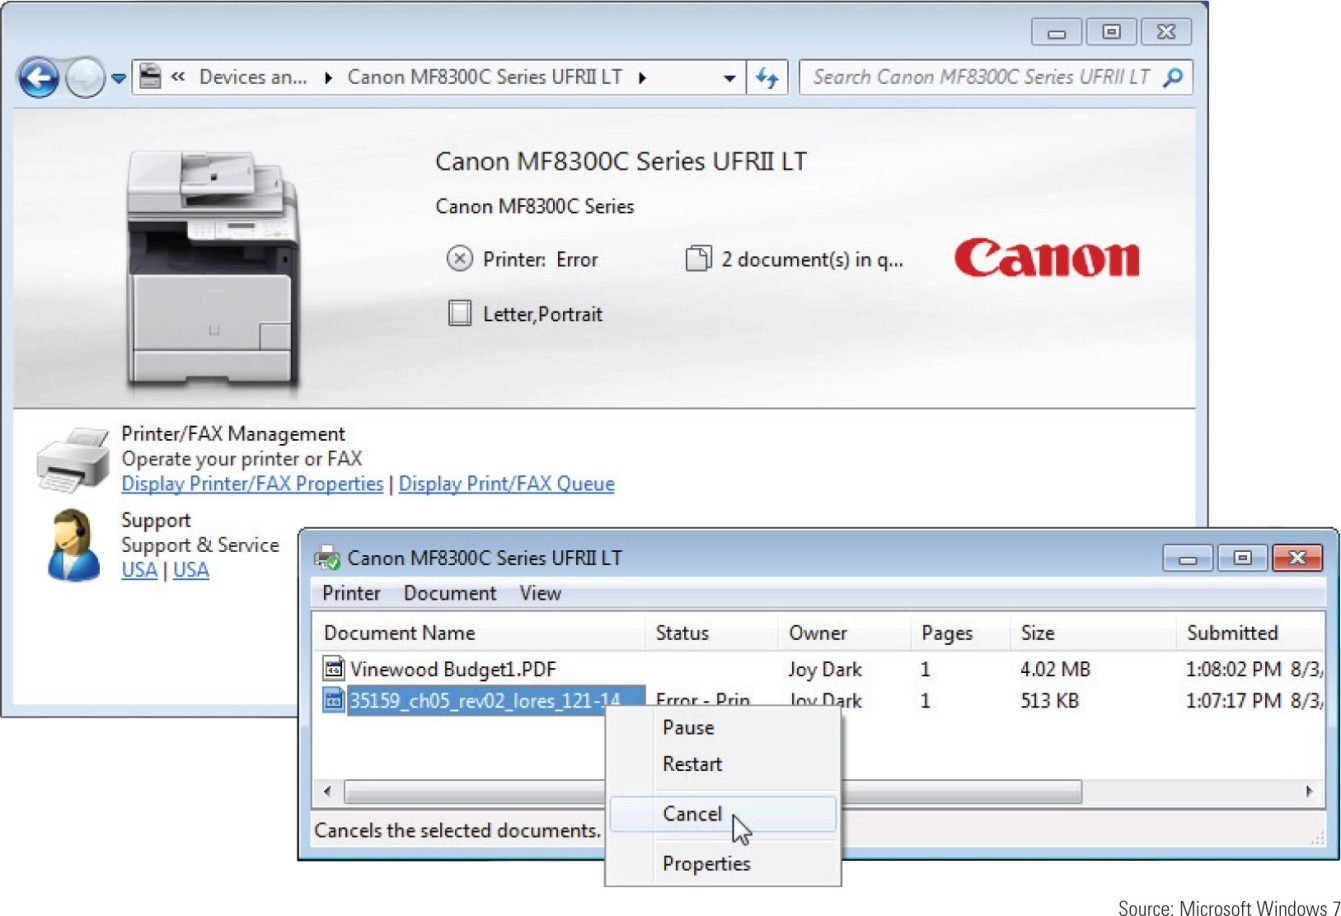 « Devices an... Canon MF8300C Series UFRII LT Search Canon MF8300C Series UFRII LT
Canon MF8300C Series UFRII LT
Canon MF8300C Series
Printer: Error 2 document(s) in q... Canon
Letter,Portrait
Printer/FAX Management
Operate your printer or FAX
Display Printer/FAX Properties | Display Print/FAX Queue
Support
Support & Service
USA | USA
Canon MF8300C Series UFRII LT
Printer Document View
Document Name Status Owner Pages Size Submitted
Vinewood Budget1.PDF Joy Dark 1 4.02 MB 1:08:02 PM 8/3/
35159_ch05_rev02_lores_121-14 Error - Prin Joy Dark 1 513 KB 1:07:17 PM 8/3/
Pause
Restart
Cancel
Properties
Cancels the selected documents.
Source: Microsoft Windows 7